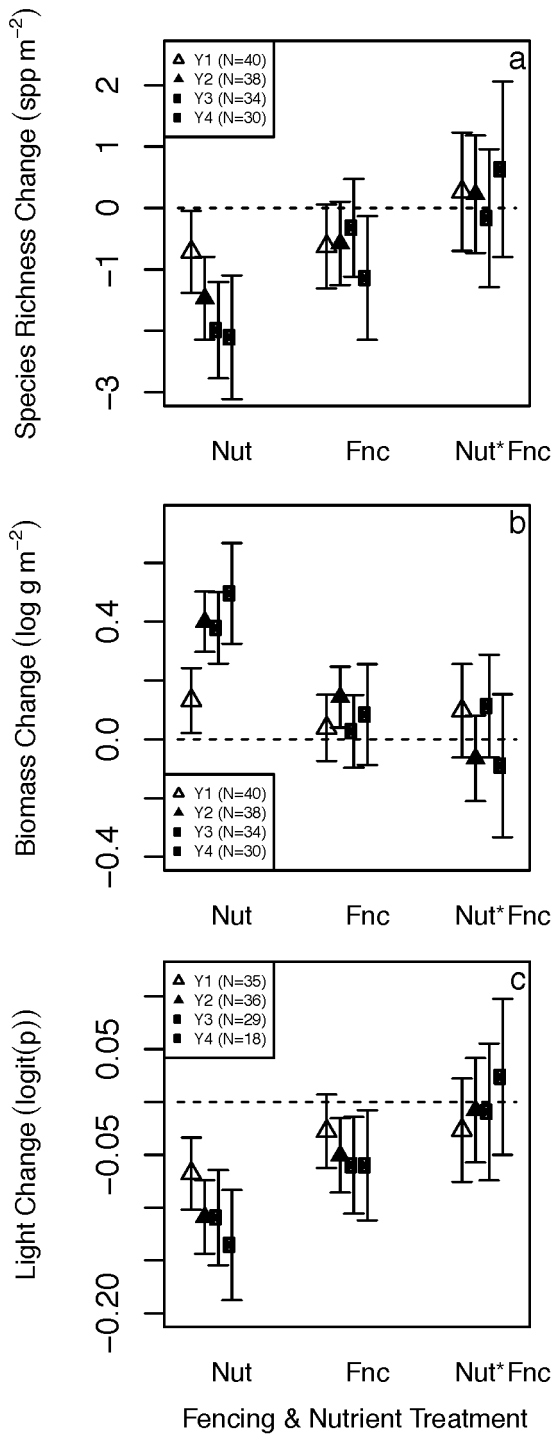 Species Richness Change (spp m⁻²)
a
Y1 (N=40)
Y2 (N=38)
Y3 (N=34)
Y4 (N=30)
2
1
0
−1
−3
Nut Fnc Nut*Fnc
Biomass Change (log g m⁻²)
b
0.4
0.0
−0.4
Y1 (N=40)
Y2 (N=38)
Y3 (N=34)
Y4 (N=30)
Nut Fnc Nut*Fnc
Light Change (logit(p))
c
Y1 (N=35)
Y2 (N=36)
Y3 (N=29)
Y4 (N=18)
0.05
−0.05
−0.20
Nut Fnc Nut*Fnc
Fencing & Nutrient Treatment